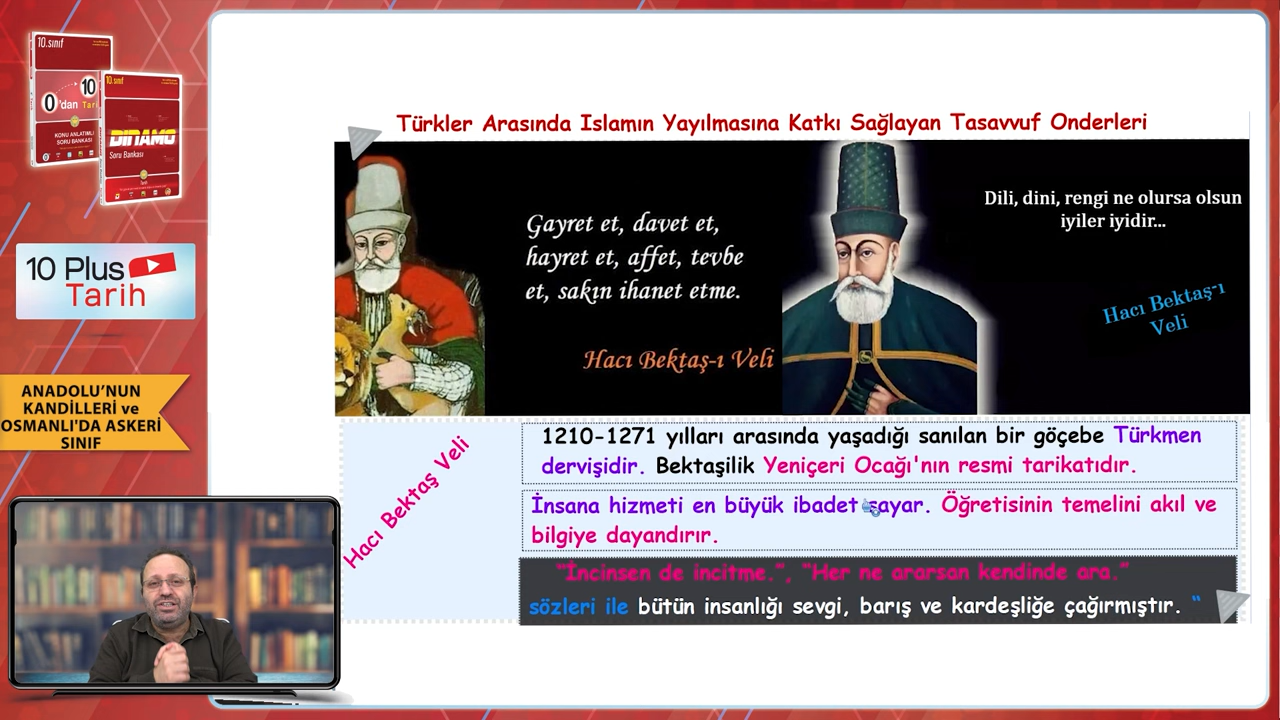 10.sınıf
0'dan 10
Tarih
KONU ANLATIMLI
SORU BANKASI
10.sınıf
DİNAMO
Soru Bankası
Tarih
10 Plus
Tarih
ANADOLU'NUN
KANDİLLERİ ve
OSMANLI'DA ASKERİ
SINIF
Türkler Arasında Islamın Yayılmasına Katkı Sağlayan Tasavvuf Onderleri
Gayret et, davet et,
hayret et, affet, tevbe
et, sakın ihanet etme.
Hacı Bektaş-ı Veli
Dili, dini, rengi ne olursa olsun
iyiler iyidir...
Hacı Bektaş-ı
Veli
Hacı Bektaş Veli
1210-1271 yılları arasında yaşadığı sanılan bir göçebe Türkmen
dervişidir. Bektaşilik Yeniçeri Ocağı'nın resmi tarikatıdır.
İnsana hizmeti en büyük ibadet sayar. Öğretisinin temelini akıl ve
bilgiye dayandırır.
"İncinsen de incitme.", "Her ne ararsan kendinde ara."
sözleri ile bütün insanlığı sevgi, barış ve kardeşliğe çağırmıştır. "